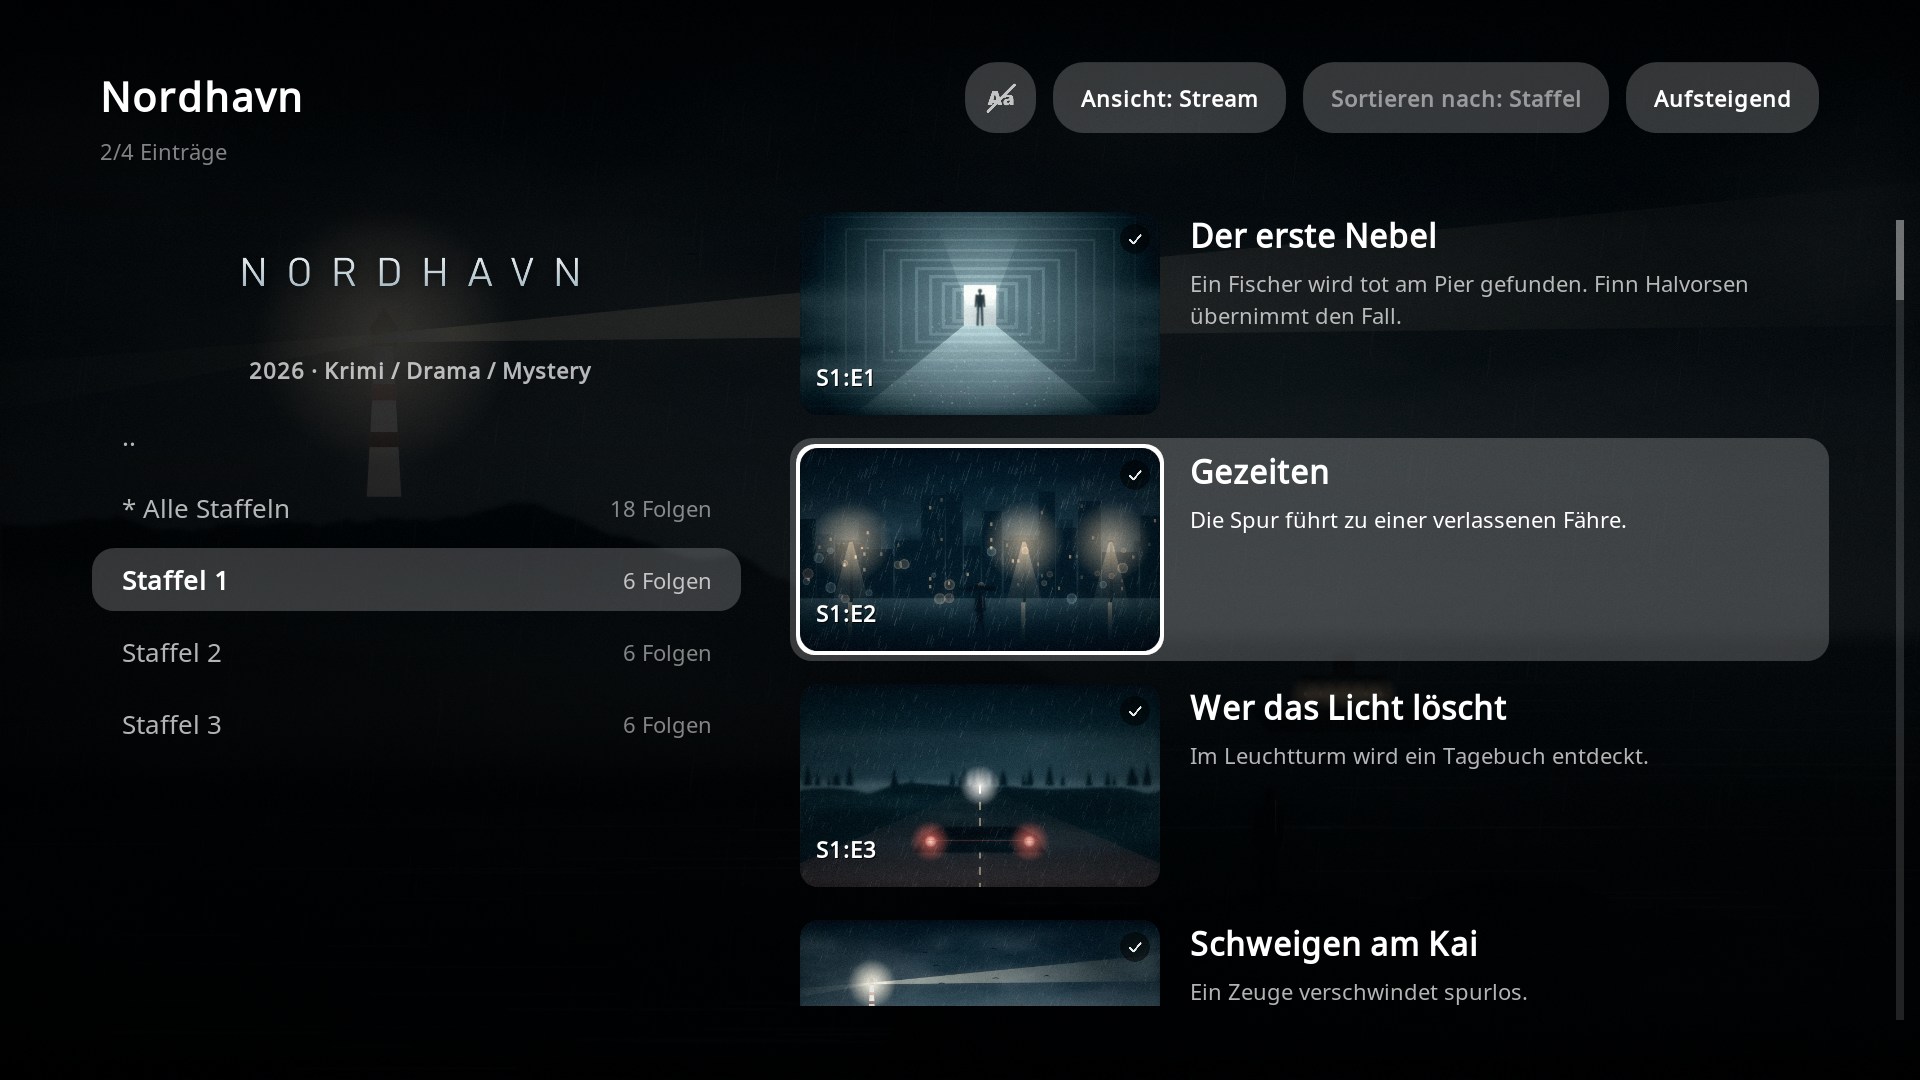 Nordhavn
2/4 Einträge
Aa
Ansicht: Stream
Sortieren nach: Staffel
Aufsteigend
NORDHAVN
2026 · Krimi / Drama / Mystery
..
* Alle Staffeln
18 Folgen
Staffel 1
6 Folgen
Staffel 2
6 Folgen
Staffel 3
6 Folgen
S1:E1
Der erste Nebel
Ein Fischer wird tot am Pier gefunden. Finn Halvorsen
übernimmt den Fall.
S1:E2
Gezeiten
Die Spur führt zu einer verlassenen Fähre.
S1:E3
Wer das Licht löscht
Im Leuchtturm wird ein Tagebuch entdeckt.
Schweigen am Kai
Ein Zeuge verschwindet spurlos.